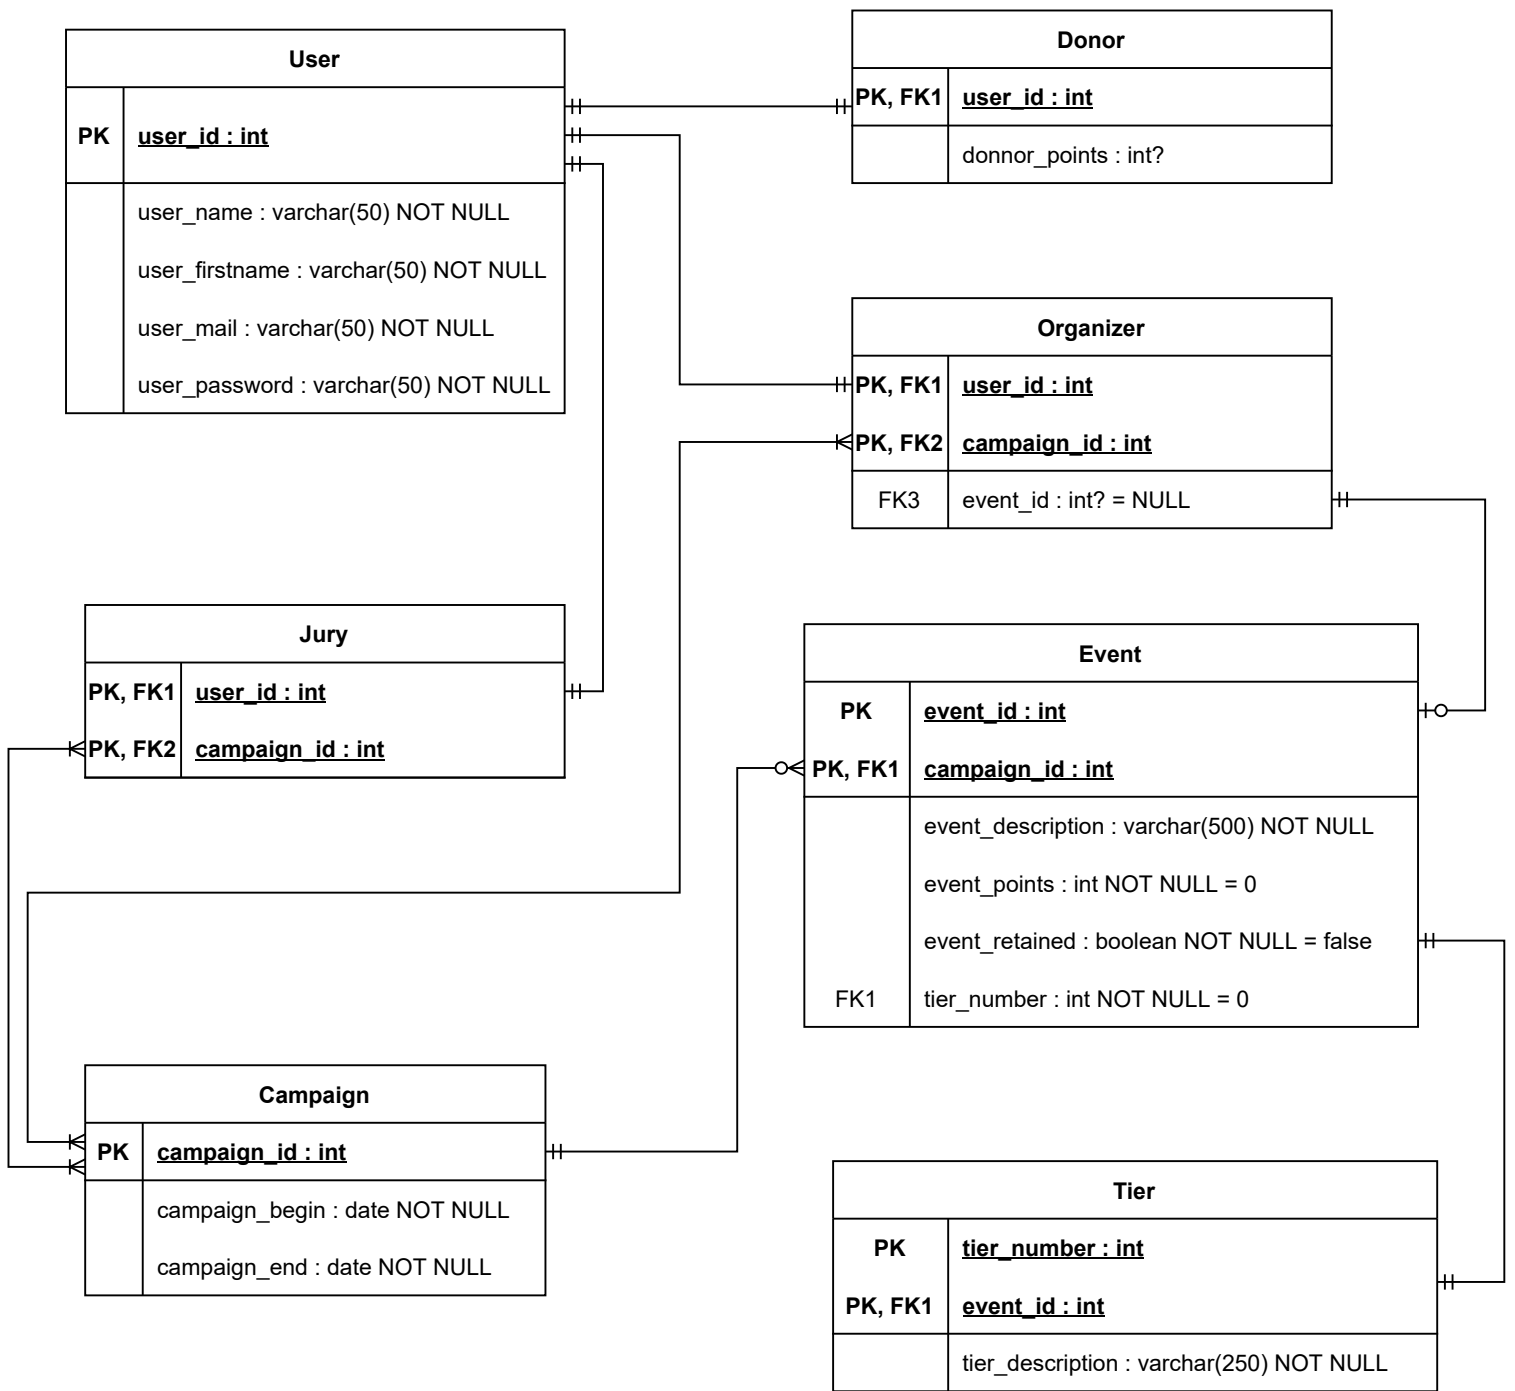 User
PK user_id : int
user_name : varchar(50) NOT NULL
user_firstname : varchar(50) NOT NULL
user_mail : varchar(50) NOT NULL
user_password : varchar(50) NOT NULL
Donor
PK, FK1 user_id : int
donnor_points : int?
Organizer
PK, FK1 user_id : int
PK, FK2 campaign_id : int
FK3 event_id : int? = NULL
Jury
PK, FK1 user_id : int
PK, FK2 campaign_id : int
Event
PK event_id : int
PK, FK1 campaign_id : int
event_description : varchar(500) NOT NULL
event_points : int NOT NULL = 0
event_retained : boolean NOT NULL = false
FK1 tier_number : int NOT NULL = 0
Campaign
PK campaign_id : int
campaign_begin : date NOT NULL
campaign_end : date NOT NULL
Tier
PK tier_number : int
PK, FK1 event_id : int
tier_description : varchar(250) NOT NULL